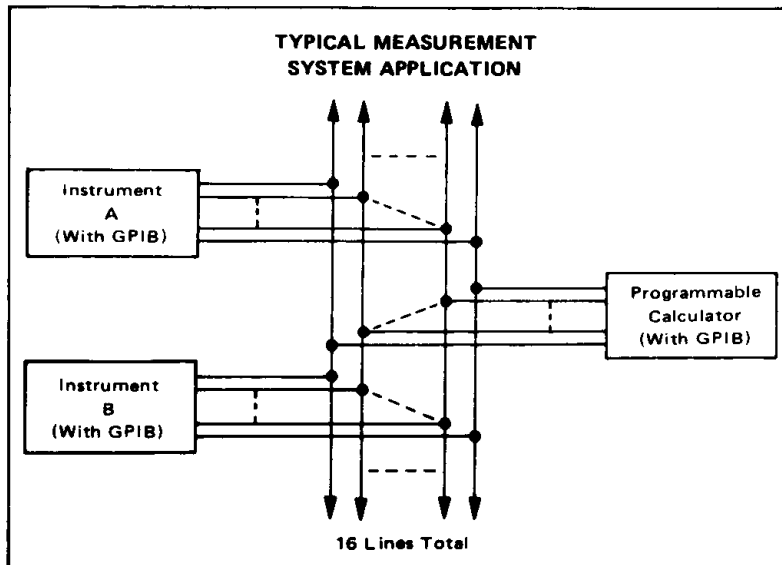 TYPICAL MEASUREMENT
SYSTEM APPLICATION
Instrument
A
(With GPIB)
Programmable
Calculator
(With GPIB)
Instrument
B
(With GPIB)
16 Lines Total